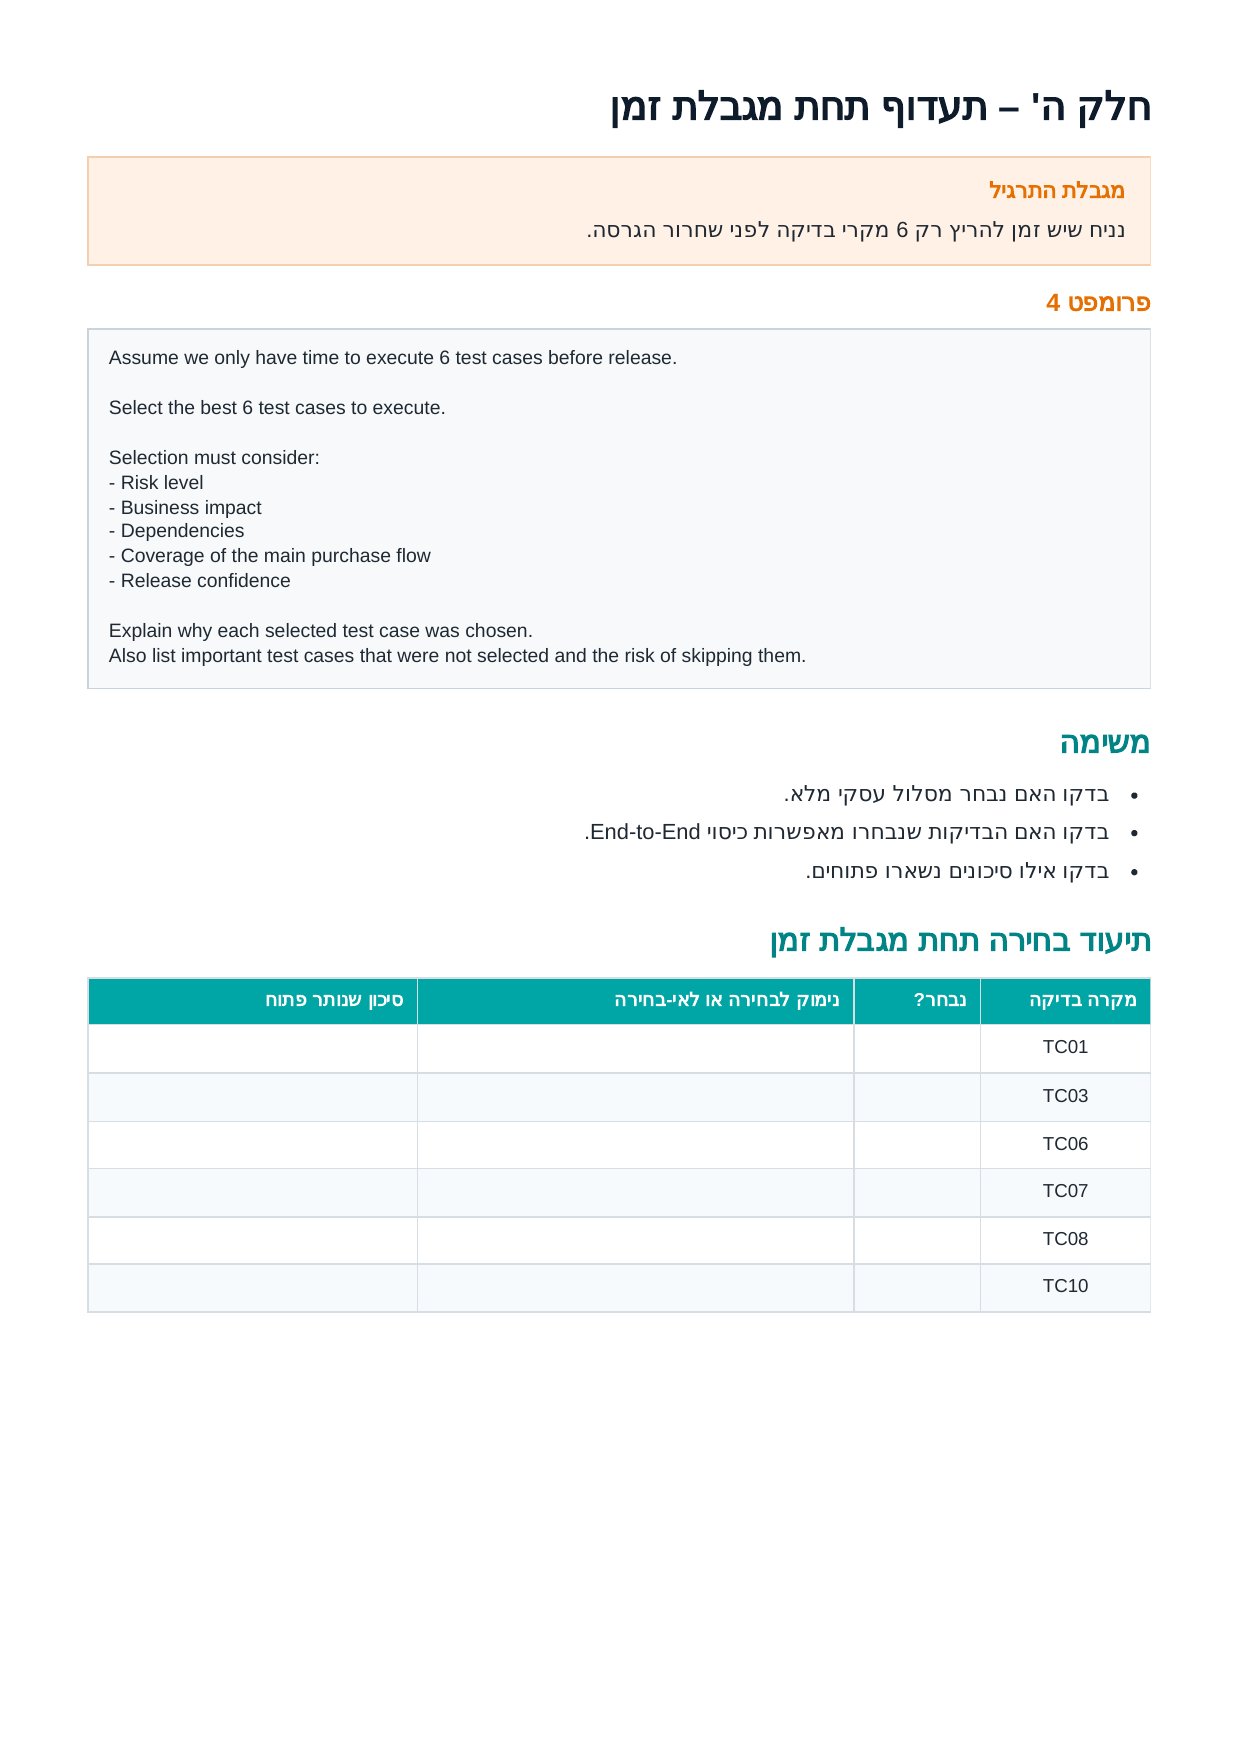 חלק ה' – תעדוף תחת מגבלת זמן
מגבלת התרגיל
נניח שיש זמן להריץ רק 6 מקרי בדיקה לפני שחרור הגרסה.
פרומפט 4
Assume we only have time to execute 6 test cases before release.
Select the best 6 test cases to execute.
Selection must consider:
- Risk level
- Business impact
- Dependencies
- Coverage of the main purchase flow
- Release confidence
Explain why each selected test case was chosen.
Also list important test cases that were not selected and the risk of skipping them.
משימה
• בדקו האם נבחר מסלול עסקי מלא.
• בדקו האם הבדיקות שנבחרו מאפשרות כיסוי End-to-End.
• בדקו אילו סיכונים נשארו פתוחים.
תיעוד בחירה תחת מגבלת זמן
מקרה בדיקה נבחר? נימוק לבחירה או לאי-בחירה סיכון שנותר פתוח
TC01
TC03
TC06
TC07
TC08
TC10